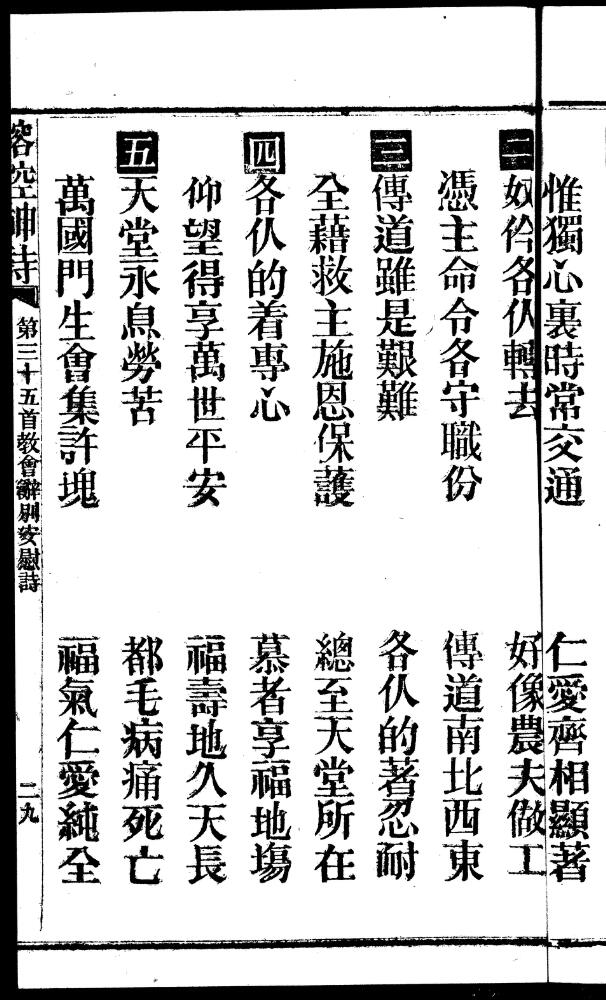 惟獨心裏時常交通 仁愛齊相顯著
二 奴伶各仈轉去 好像農夫做工
憑主命令各守職份 傳道南北西東
三 傳道雖是艱難 各仈的著忍耐
全藉救主施恩保護 總至天堂所在
四 各仈的着專心 慕者享福地塲
仰望得享萬世平安 福壽地久天長
五 天堂永息勞苦 都毛病痛死亡
萬國門生會集許塊 福氣仁愛純全
榕空神詩 第三十五首教會辭別安慰詩 二九